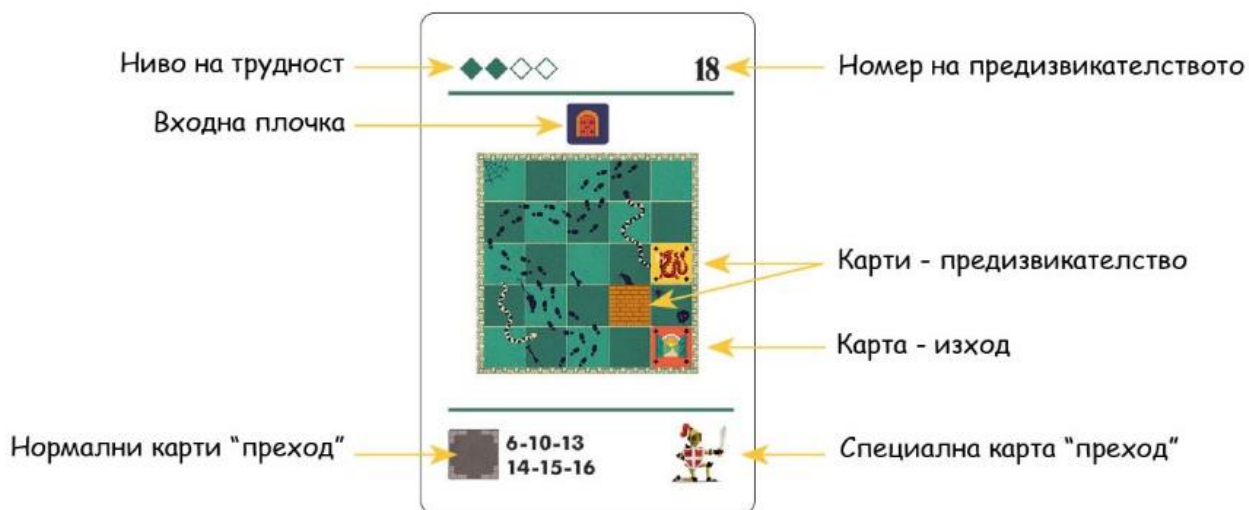 Ниво на трудност
18
Номер на предизвикателството
Входна плочка
Карти - предизвикателство
Карта - изход
Нормални карти “преход”
6-10-13
14-15-16
Специална карта “преход”